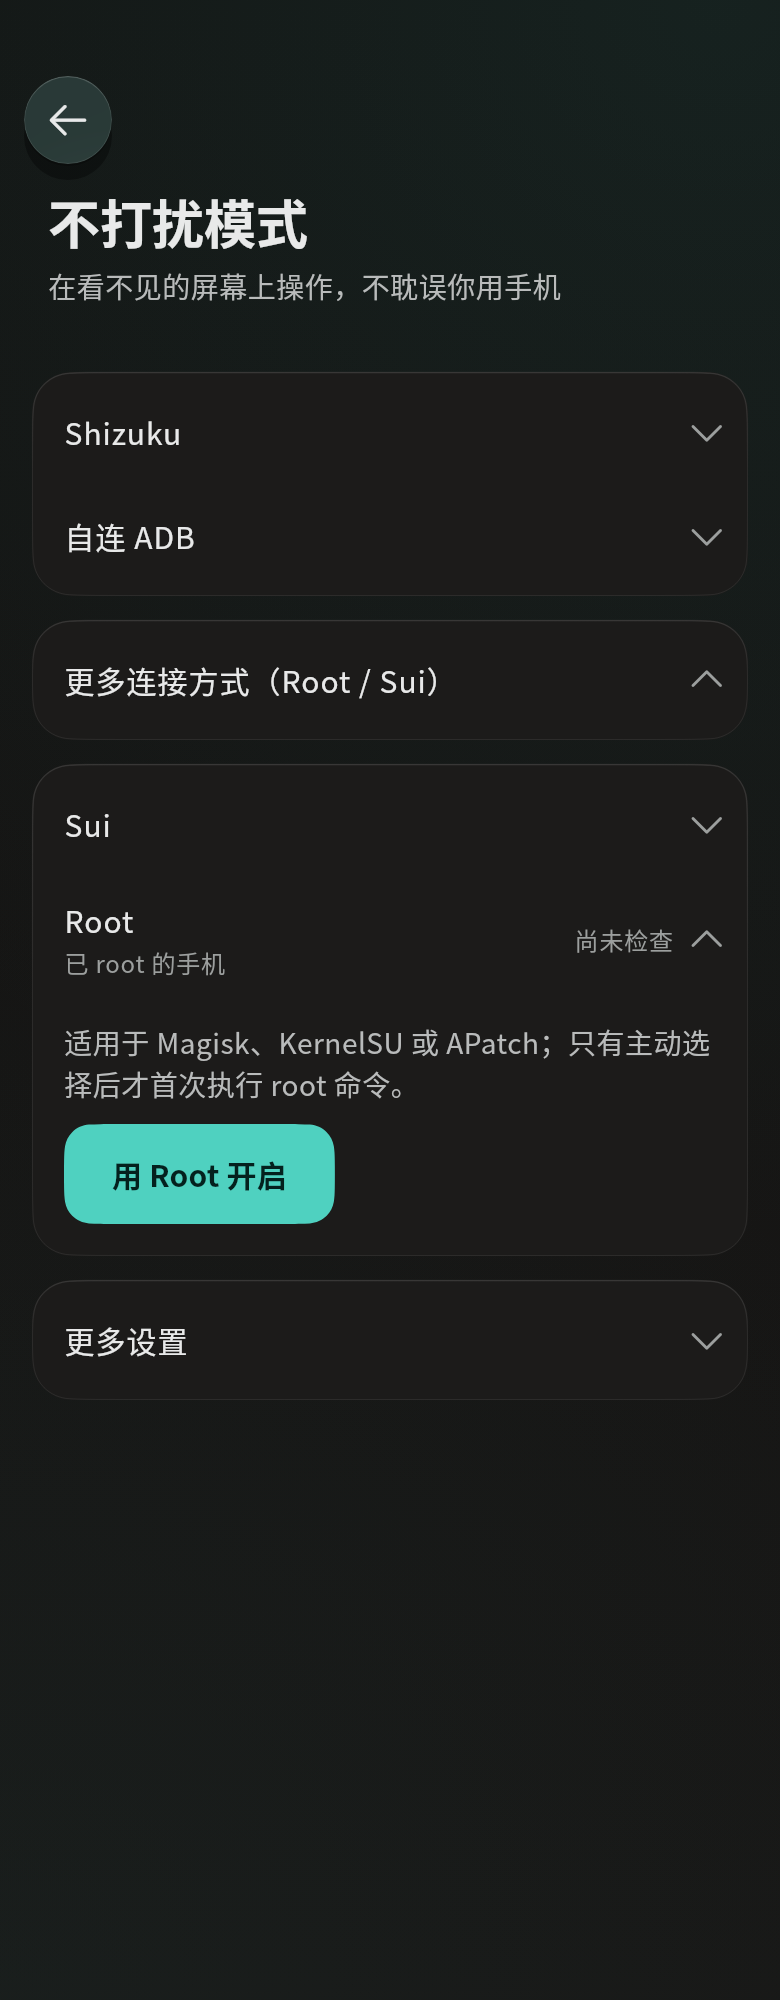 不打扰模式
在看不见的屏幕上操作，不耽误你用手机
Shizuku
自连 ADB
更多连接方式（Root / Sui）
Sui
Root
已 root 的手机
尚未检查
适用于 Magisk、KernelSU 或 APatch；只有主动选
择后才首次执行 root 命令。
用 Root 开启
更多设置